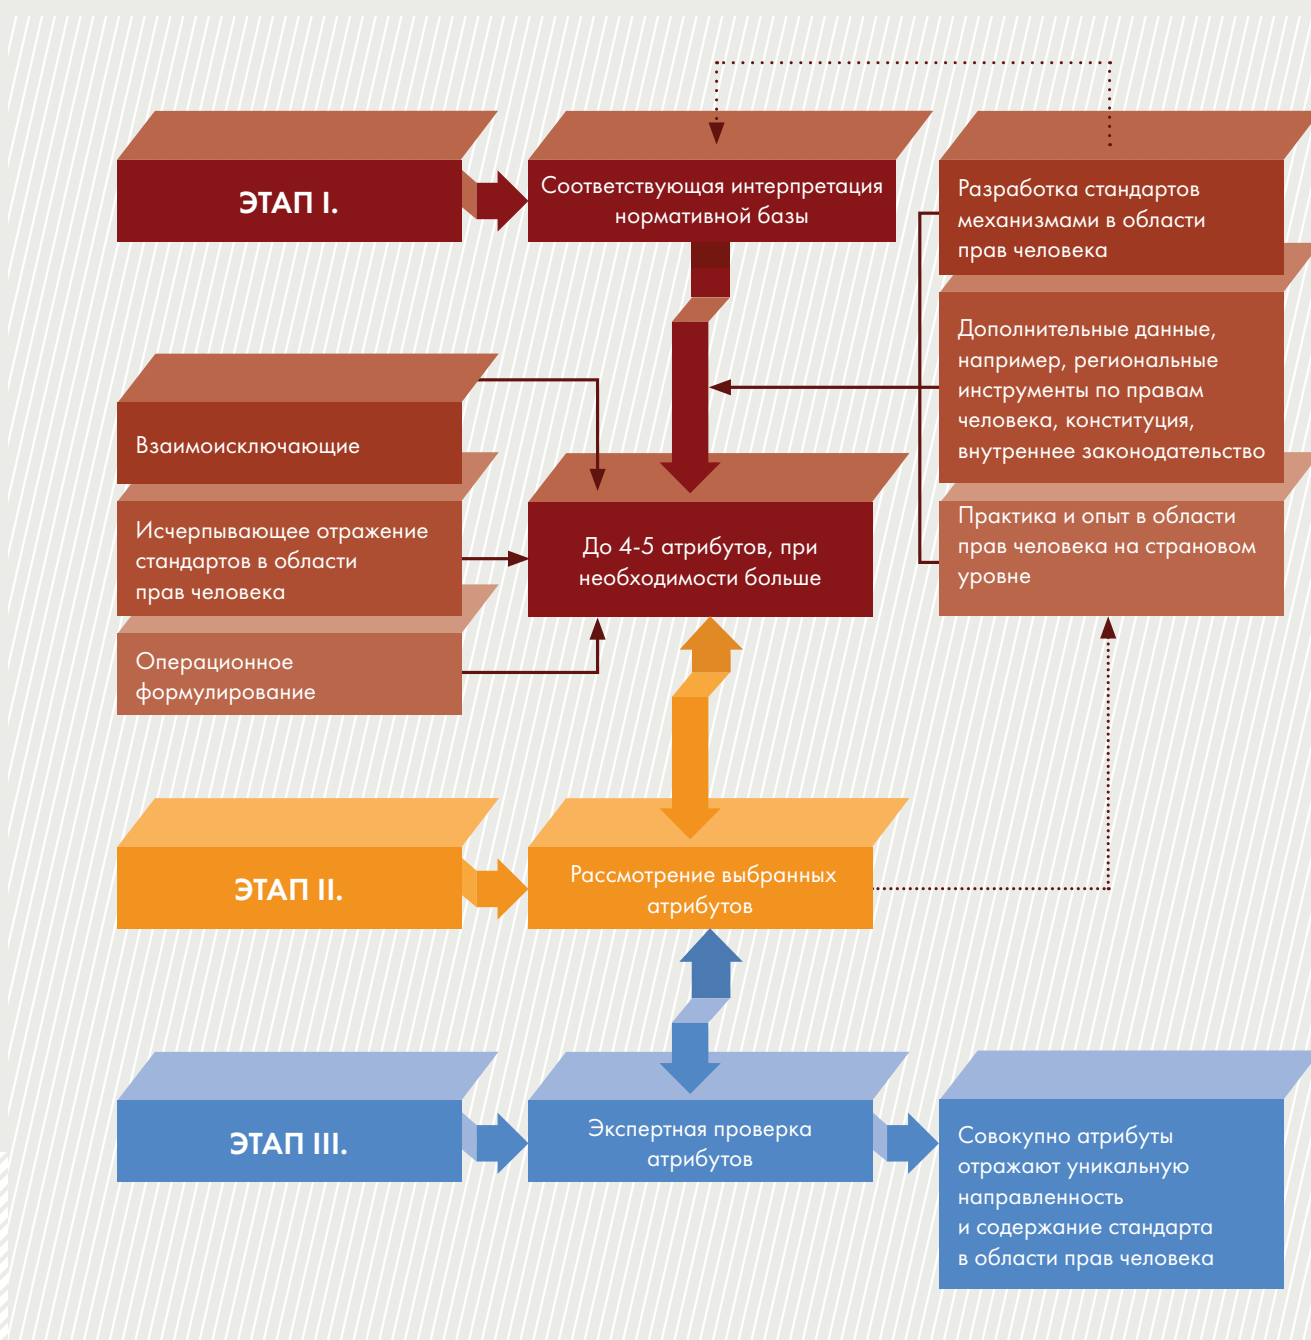 ЭТАП I.
Соответствующая интерпретация
нормативной базы
Разработка стандартов
механизмами в области
прав человека
Дополнительные данные,
например, региональные
инструменты по правам
человека, конституция,
внутреннее законодательство
Практика и опыт в области
прав человека на страновом
уровне
Взаимоисключающие
Исчерпывающее отражение
стандартов в области
прав человека
Операционное
формулирование
До 4-5 атрибутов, при
необходимости больше
ЭТАП II.
Рассмотрение выбранных
атрибутов
ЭТАП III.
Экспертная проверка
атрибутов
Совокупно атрибуты
отражают уникальную
направленность
и содержание стандарта
в области прав человека